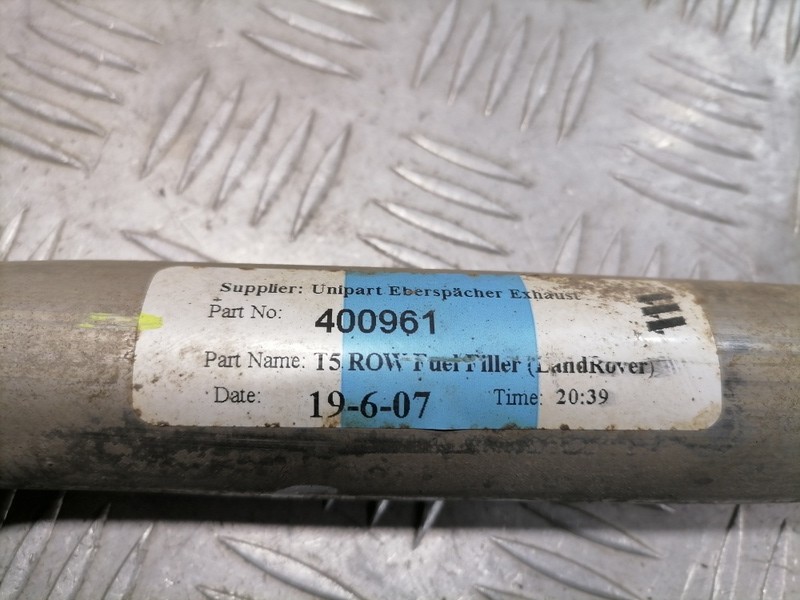 Supplier: Unipart Eberspächer Exhaust
Part No: 400961
Part Name: T5 ROW Fuel Filler (LandRover)
Date: 19-6-07 Time: 20:39